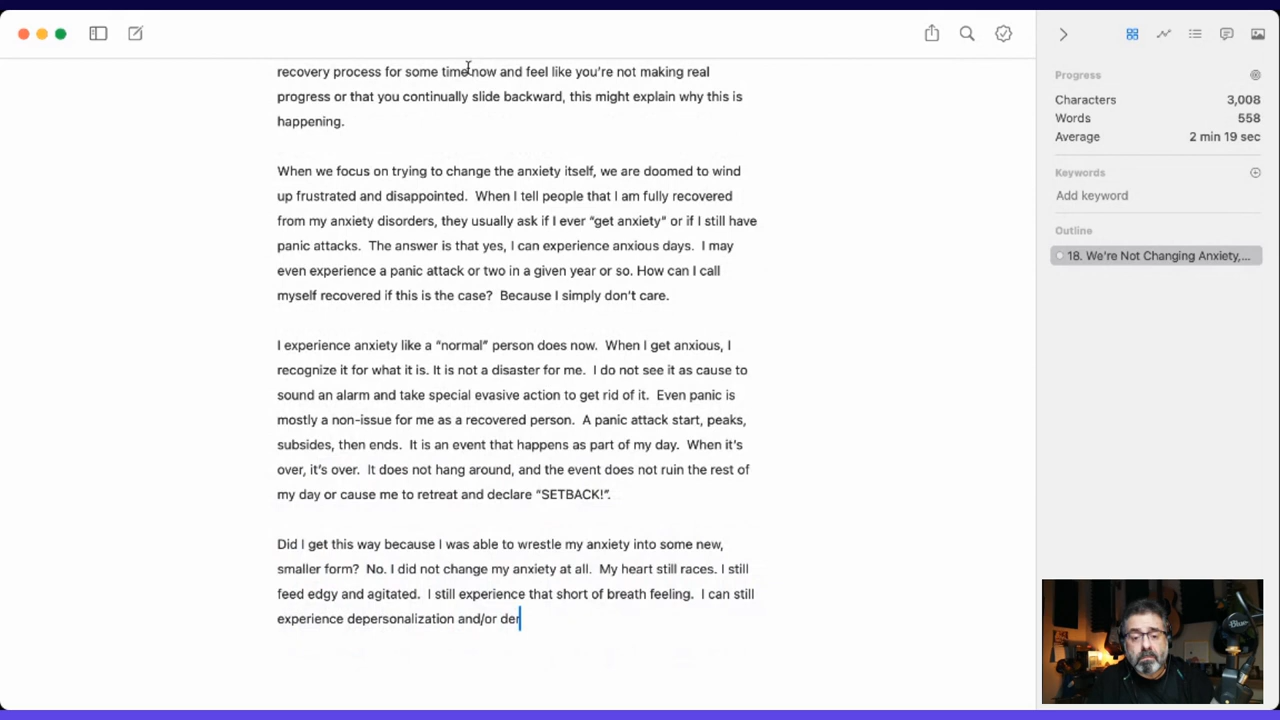 recovery process for some time now and feel like you're not making real
progress or that you continually slide backward, this might explain why this is
happening.
When we focus on trying to change the anxiety itself, we are doomed to wind
up frustrated and disappointed.  When I tell people that I am fully recovered
from my anxiety disorders, they usually ask if I ever “get anxiety” or if I still have
panic attacks.  The answer is that yes, I can experience anxious days.  I may
even experience a panic attack or two in a given year or so. How can I call
myself recovered if this is the case?  Because I simply don't care.
I experience anxiety like a “normal” person does now.  When I get anxious, I
recognize it for what it is. It is not a disaster for me.  I do not see it as cause to
sound an alarm and take special evasive action to get rid of it.  Even panic is
mostly a non-issue for me as a recovered person.  A panic attack start, peaks,
subsides, then ends.  It is an event that happens as part of my day.  When it's
over, it's over.  It does not hang around, and the event does not ruin the rest of
my day or cause me to retreat and declare “SETBACK!”.
Did I get this way because I was able to wrestle my anxiety into some new,
smaller form?  No. I did not change my anxiety at all.  My heart still races. I still
feed edgy and agitated.  I still experience that short of breath feeling.  I can still
experience depersonalization and/or der
Progress
Characters 3,008
Words 558
Average 2 min 19 sec
Keywords
Add keyword
Outline
18. We're Not Changing Anxiety,...
Blue